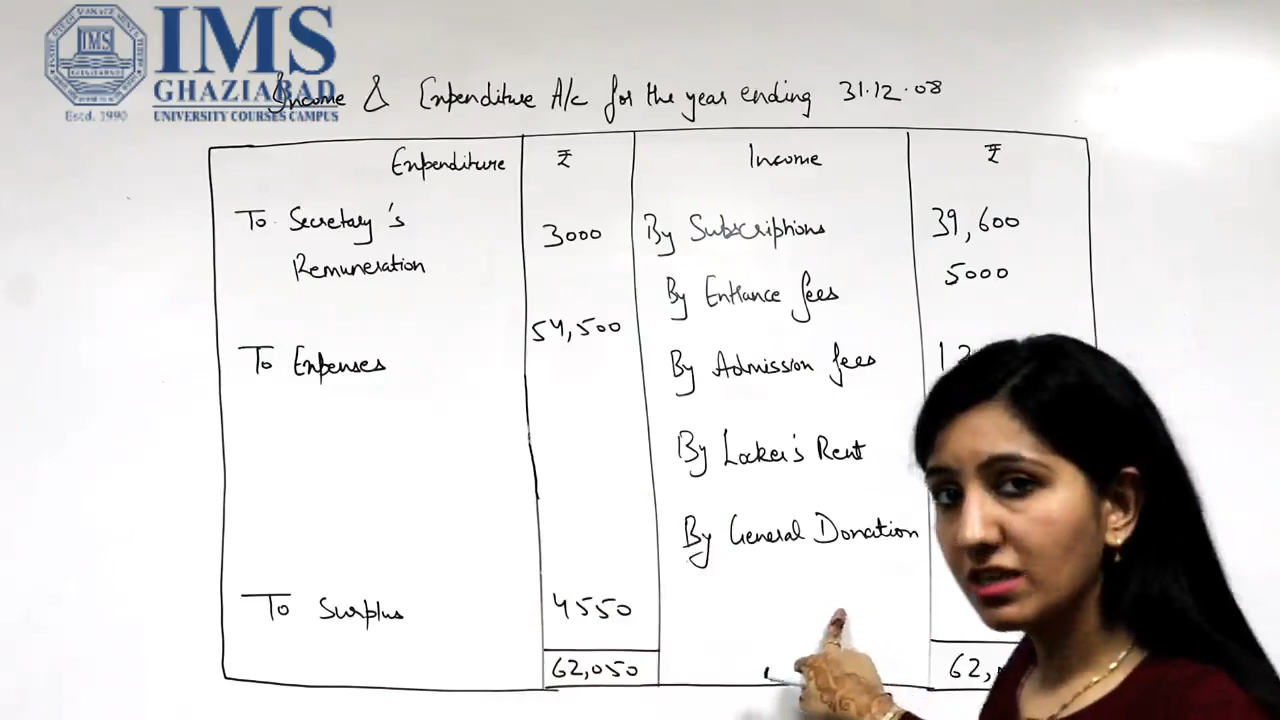 IMS
GHAZIABAD
Estd. 1990
UNIVERSITY COURSES CAMPUS
Income & Expenditure A/c for the year ending 31.12.08
Expenditure ₹ Income ₹
To Secretary's 3000 By Subscriptions 39,600
Remuneration 5000
By Entrance fees
54,500
To Expenses By Admission fees
By Locker's Rent
By General Donation
To Surplus 4550
62,050 62,